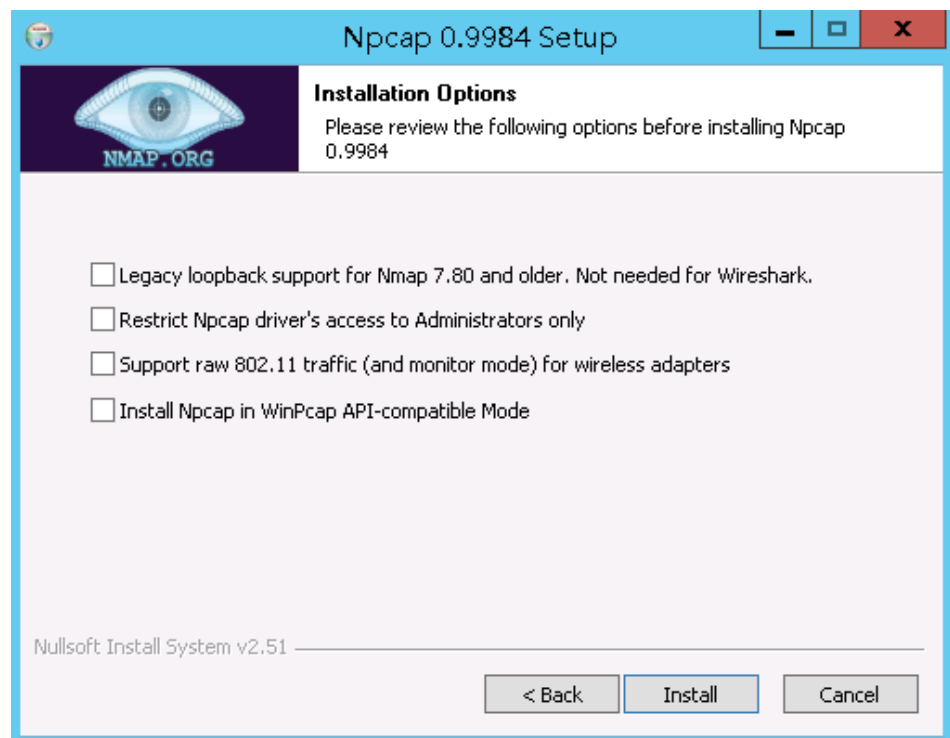 Npcap 0.9984 Setup
NMAP.ORG
Installation Options
Please review the following options before installing Npcap
0.9984
Legacy loopback support for Nmap 7.80 and older. Not needed for Wireshark.
Restrict Npcap driver's access to Administrators only
Support raw 802.11 traffic (and monitor mode) for wireless adapters
Install Npcap in WinPcap API-compatible Mode
Nullsoft Install System v2.51
< Back
Install
Cancel